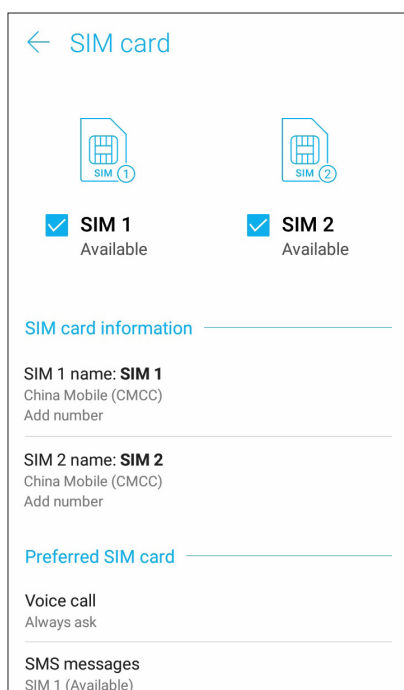 SIM card
SIM 1
SIM 2
SIM 1
SIM 2
Available
Available
SIM card information
SIM 1 name: SIM 1
China Mobile (CMCC)
Add number
SIM 2 name: SIM 2
China Mobile (CMCC)
Add number
Preferred SIM card
Voice call
Always ask
SMS messages
SIM 1 (Available)